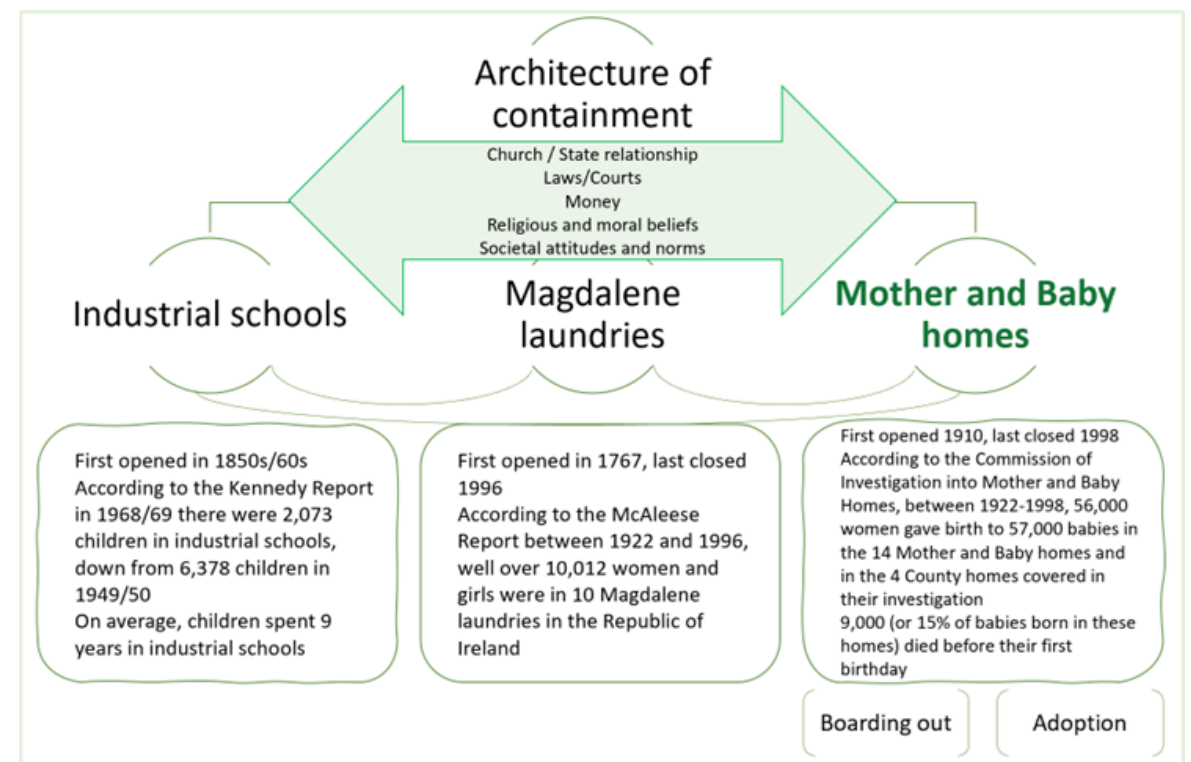 Architecture of
containment
Church / State relationship
Laws/Courts
Money
Religious and moral beliefs
Societal attitudes and norms
Industrial schools
Magdalene
laundries
Mother and Baby
homes
First opened in 1850s/60s
According to the Kennedy Report
in 1968/69 there were 2,073
children in industrial schools,
down from 6,378 children in
1949/50
On average, children spent 9
years in industrial schools
First opened in 1767, last closed
1996
According to the McAleese
Report between 1922 and 1996,
well over 10,012 women and
girls were in 10 Magdalene
laundries in the Republic of
Ireland
First opened 1910, last closed 1998
According to the Commission of
Investigation into Mother and Baby
Homes, between 1922-1998, 56,000
women gave birth to 57,000 babies in
the 14 Mother and Baby homes and
in the 4 County homes covered in
their investigation
9,000 (or 15% of babies born in these
homes) died before their first
birthday
Boarding out
Adoption